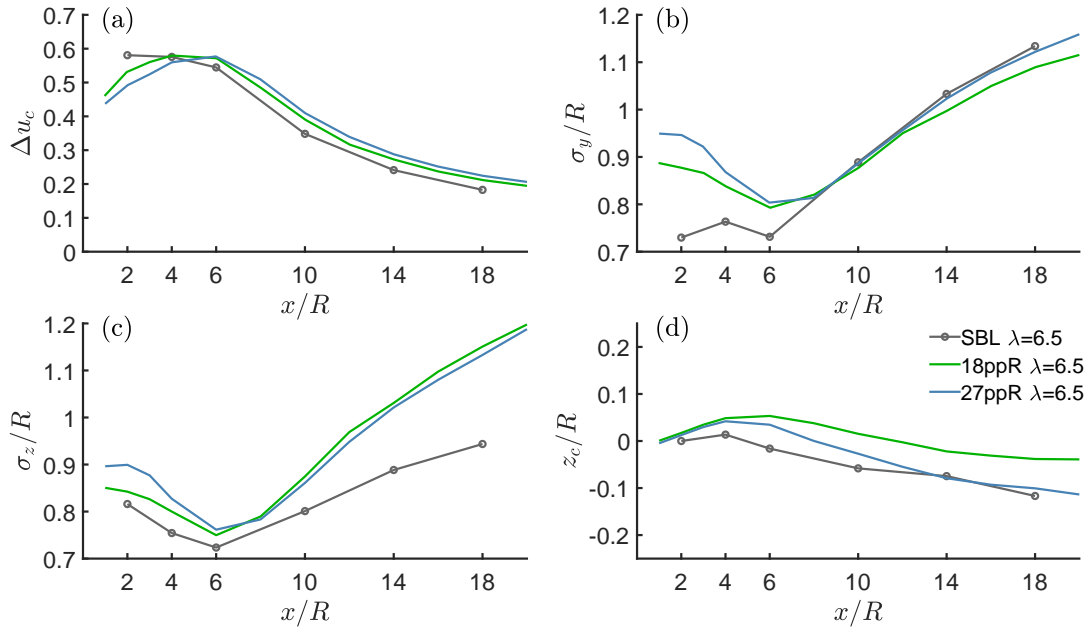 (a)
0.7
0.6
0.5
0.4
0.3
0.2
0.1
0
Δu_c
2 4 6 10 14 18
x/R
(b)
1.2
1.1
1
0.9
0.8
0.7
σ_y/R
2 4 6 10 14 18
x/R
(c)
1.2
1.1
1
0.9
0.8
0.7
σ_z/R
2 4 6 10 14 18
x/R
(d)
0.2
0.1
0
-0.1
-0.2
z_c/R
SBL λ=6.5
18ppR λ=6.5
27ppR λ=6.5
2 4 6 10 14 18
x/R